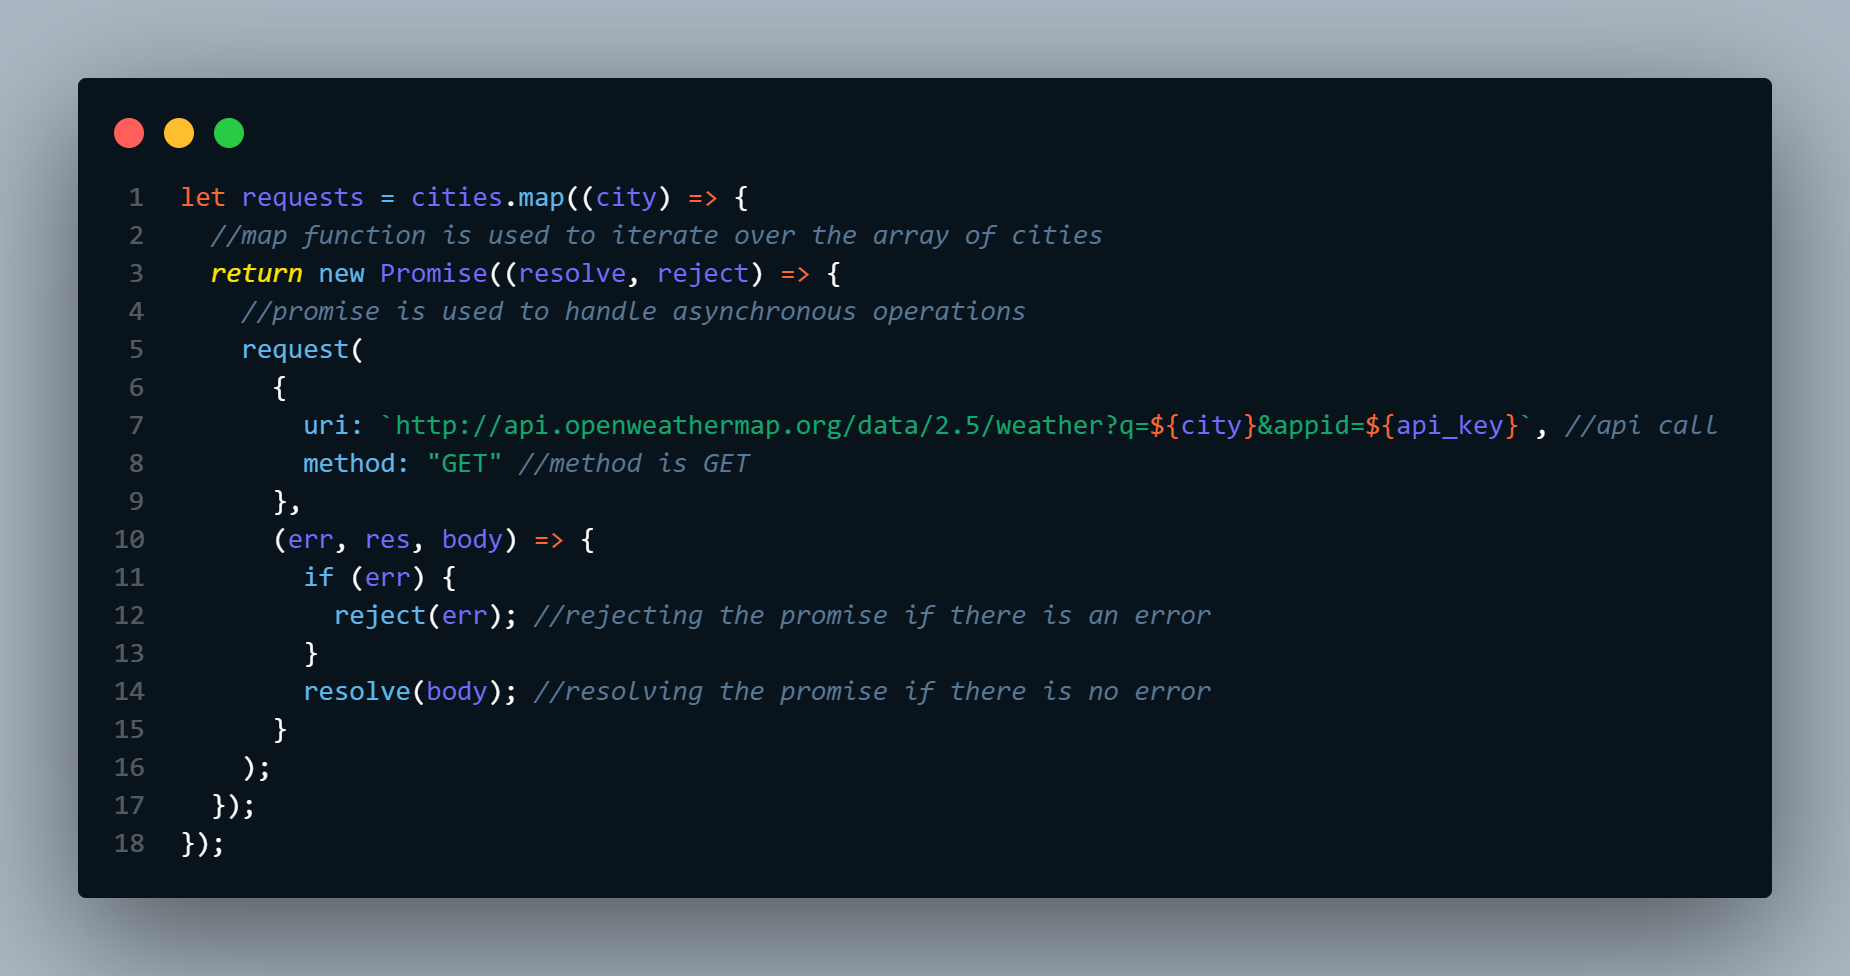 1 let requests = cities.map((city) => {
2 //map function is used to iterate over the array of cities
3 return new Promise((resolve, reject) => {
4 //promise is used to handle asynchronous operations
5 request(
6 {
7 uri: `http://api.openweathermap.org/data/2.5/weather?q=${city}&appid=${api_key}`, //api call
8 method: "GET" //method is GET
9 },
10 (err, res, body) => {
11 if (err) {
12 reject(err); //rejecting the promise if there is an error
13 }
14 resolve(body); //resolving the promise if there is no error
15 }
16 );
17 });
18 });